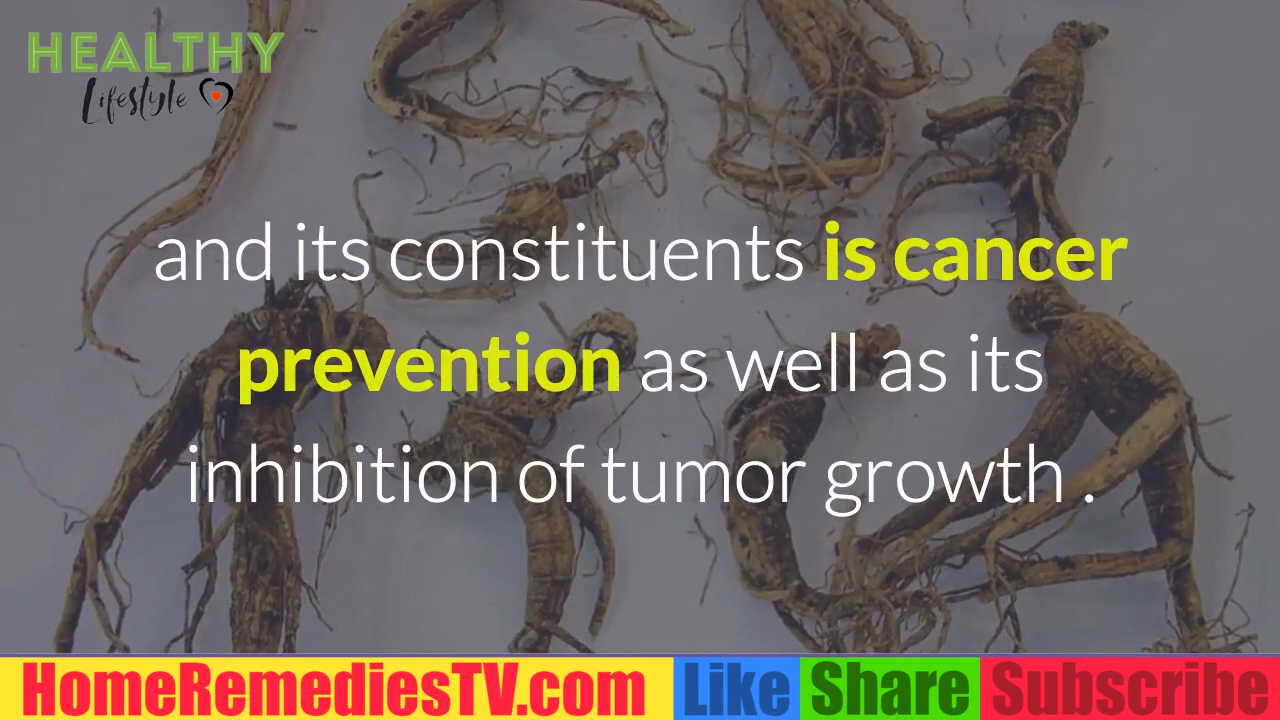 HEALTHY
Lifestyle
and its constituents is cancer
prevention as well as its
inhibition of tumor growth .
HomeRemediesTV.com Like Share Subscribe